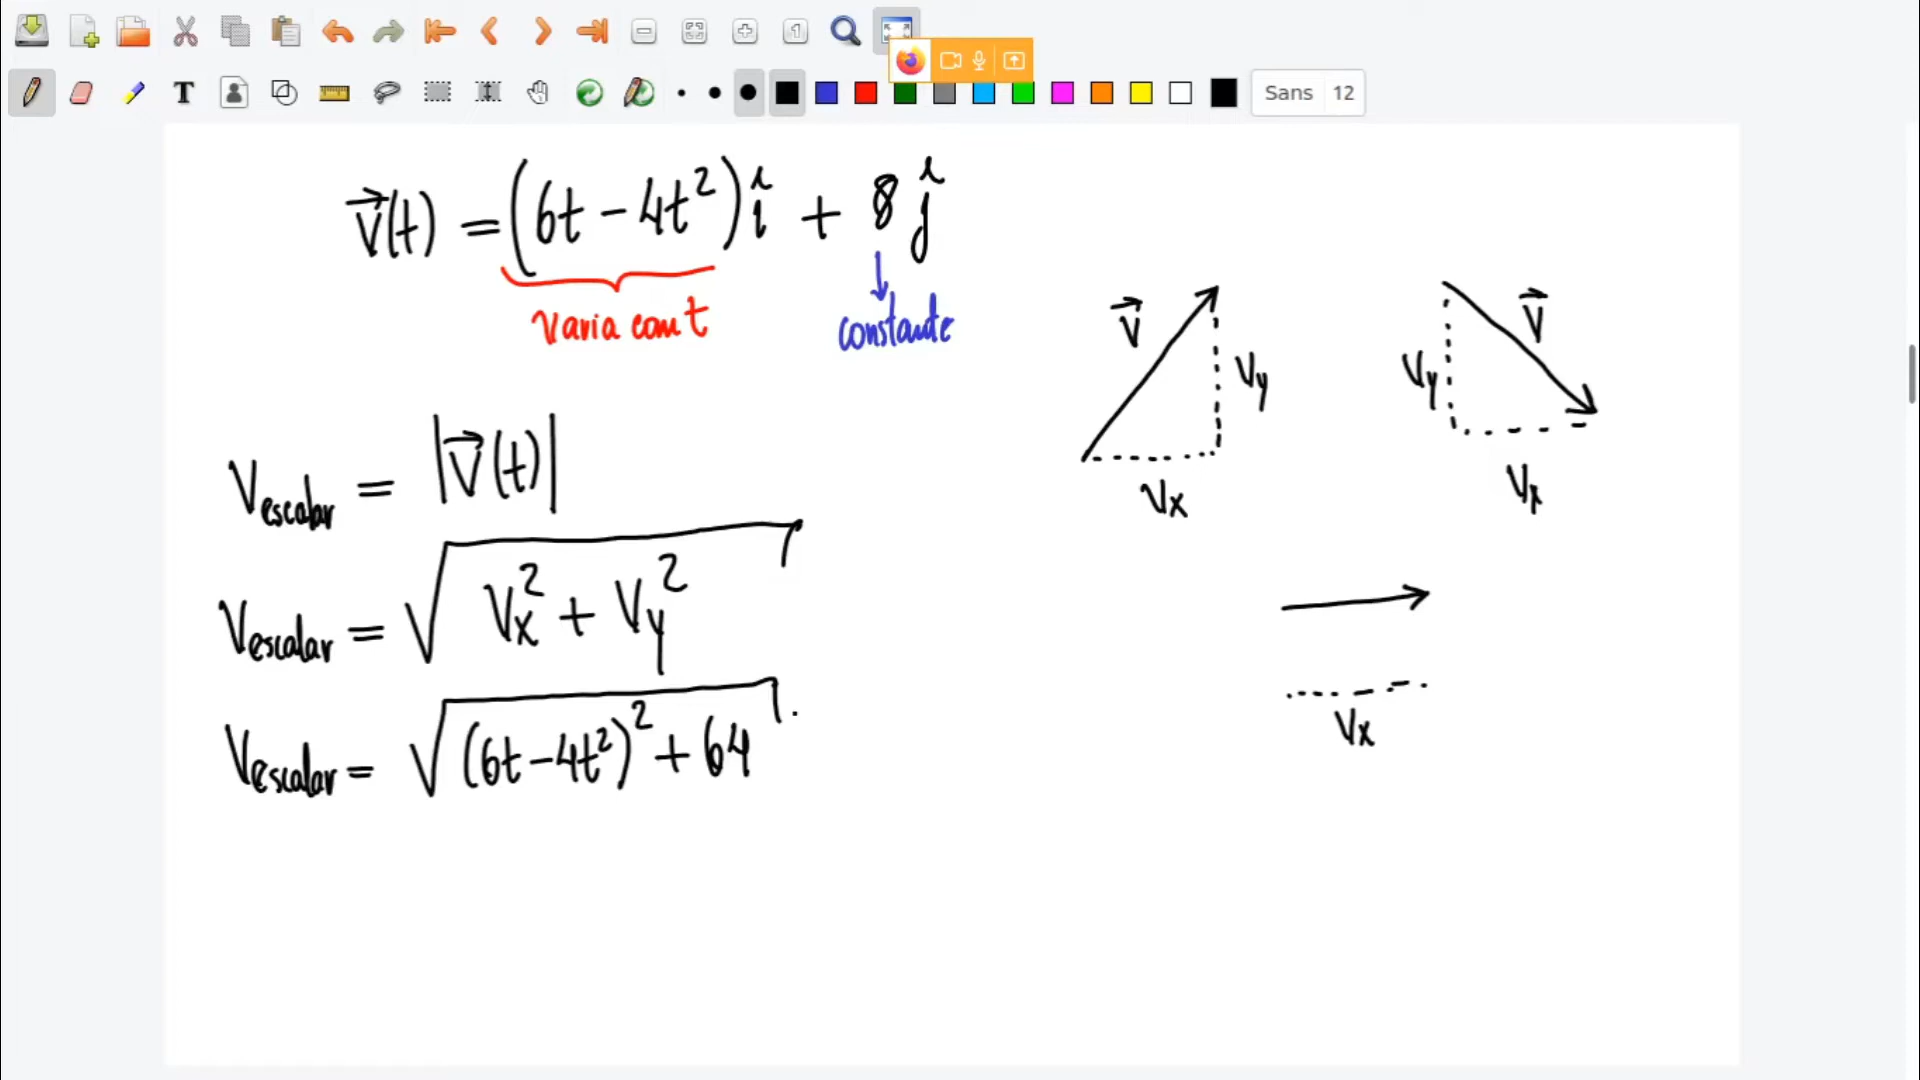 T
1
Sans 12
v⃗(t) = (6t - 4t²) î + 8 ĵ
varia com t
constante
v⃗
Vy
Vx
v⃗
Vy
Vx
Vescalar = |v⃗(t)|
Vescalar = √(Vx² + Vy²)
Vescalar = √((6t - 4t²)² + 64)
Vx